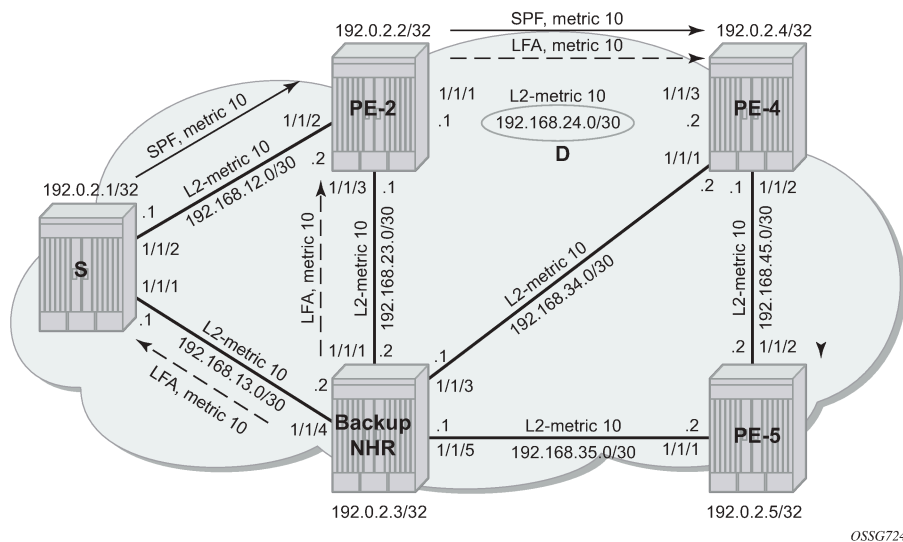 SPF, metric 10
192.0.2.2/32
192.0.2.4/32
LFA, metric 10
1/1/1
L2-metric 10
1/1/3
PE-2
PE-4
SPF, metric 10
1/1/2
.1
192.168.24.0/30
.2
D
L2-metric 10
.2
1/1/1
192.168.12.0/30
192.0.2.1/32
1/1/3
.1
.2
.1
1/1/2
.1
1/1/2
S
LFA, metric 10
L2-metric 10
192.168.23.0/30
L2-metric 10
192.168.34.0/30
L2-metric 10
192.168.45.0/30
1/1/1
.1
L2-metric 10
192.168.13.0/30
LFA, metric 10
1/1/1
.2
.1
.2
1/1/2
.2
1/1/3
1/1/4
Backup
NHR
.1
L2-metric 10
.2
PE-5
1/1/5
192.168.35.0/30
1/1/1
192.0.2.3/32
192.0.2.5/32
OSSG724